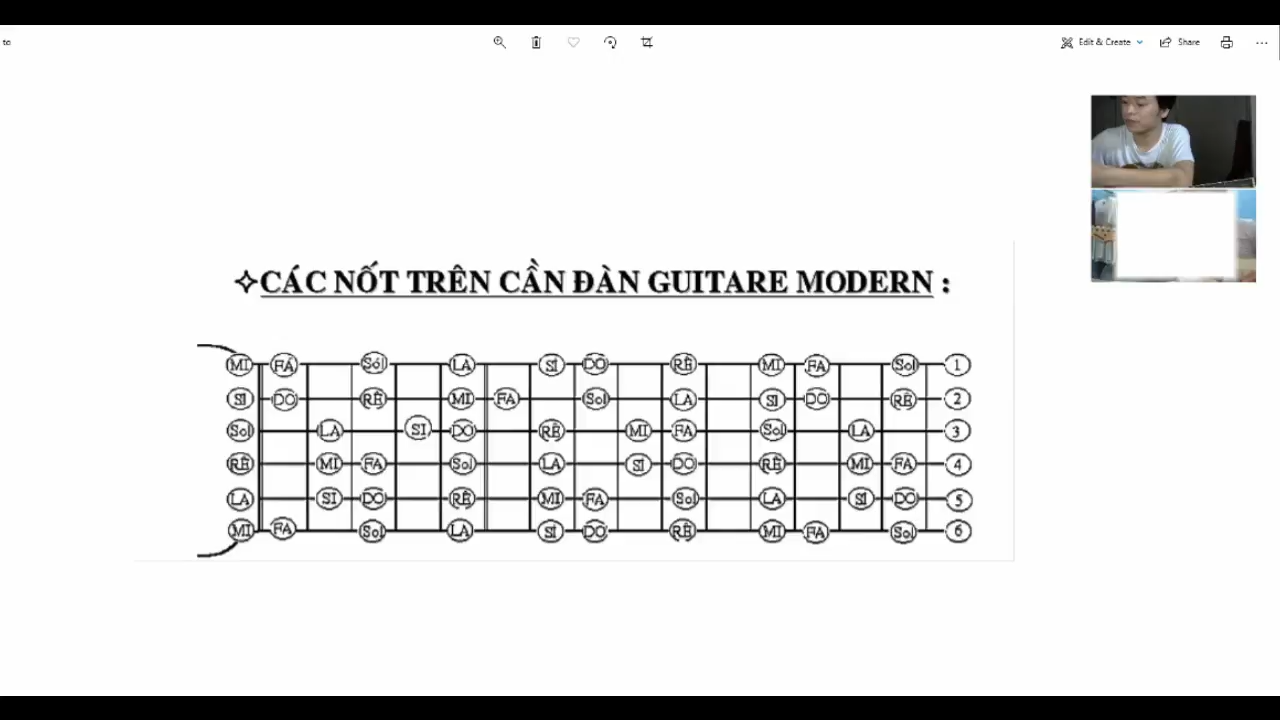 to
Edit & Create
Share
CÁC NỐT TRÊN CẦN ĐÀN GUITARE MODERN :
MI FÁ Sól LA SI DO RÊ MI FA Sol 1
SI DO RÊ MI FA Sol LA SI DO RÊ 2
Sol LA SI DO RÊ MI FA Sol LA 3
RÊ MI FA Sol LA SI DO RÊ MI FA 4
LA SI DO RÊ MI FA Sol LA SI DO 5
MI FA Sol LA SI DO RÊ MI FA Sol 6